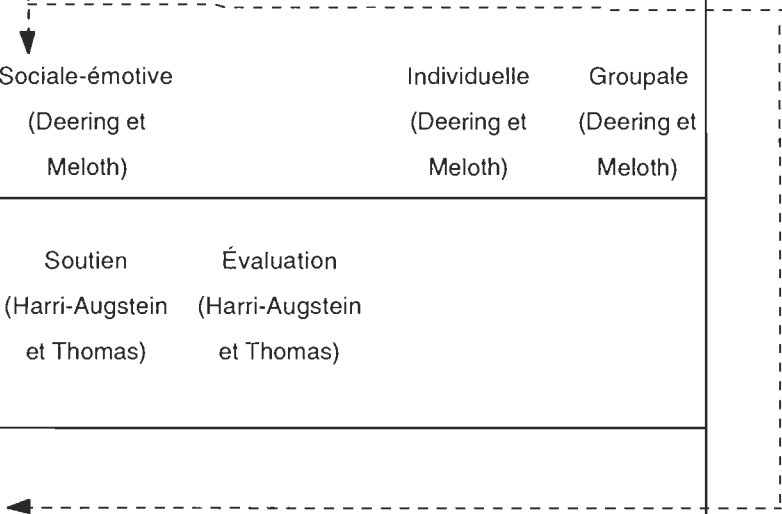 Sociale-émotive
(Deering et
Meloth)
Individuelle
(Deering et
Meloth)
Groupale
(Deering et
Meloth)
Soutien
(Harri-Augstein
et Thomas)
Évaluation
(Harri-Augstein
et Thomas)